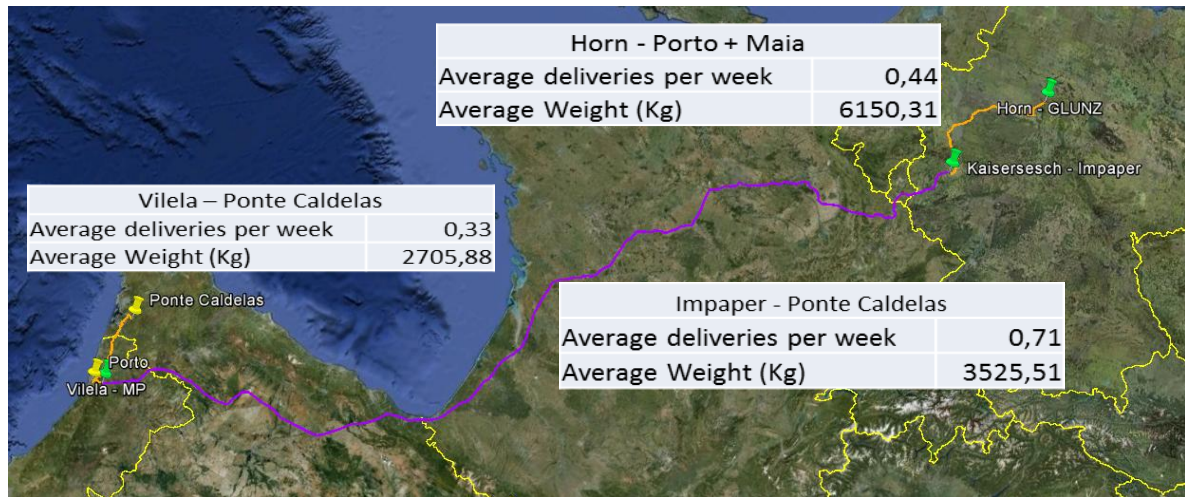 Horn - Porto + Maia
Average deliveries per week 0,44
Average Weight (Kg) 6150,31
Horn - GLUNZ
Kaisersesch - Impaper
Vilela – Ponte Caldelas
Average deliveries per week 0,33
Average Weight (Kg) 2705,88
Ponte Caldelas
Impaper - Ponte Caldelas
Average deliveries per week 0,71
Average Weight (Kg) 3525,51
Porto
Vilela - MP